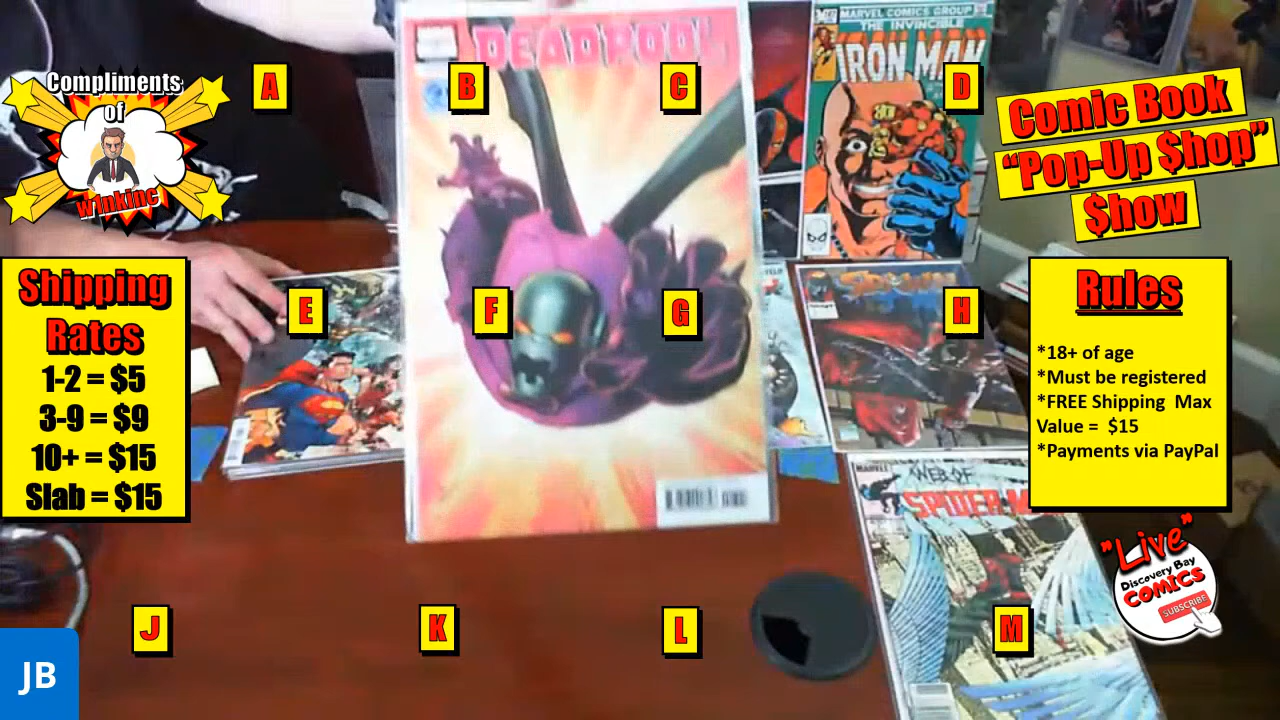 Compliments
of
w1nkinc
Shipping
Rates
1-2 = $5
3-9 = $9
10+ = $15
Slab = $15
JB
A
B
C
D
E
F
G
H
J
K
L
M
DEADPOOL
MARVEL COMICS GROUP
THE INVINCIBLE
IRON MAN
MARVEL
WEB OF
SPIDER-M
Comic Book
"Pop-Up $hop"
$how
Rules
*18+ of age
*Must be registered
*FREE Shipping Max
Value = $15
*Payments via PayPal
"Live"
Discovery Bay
COMICS
SUBSCRIBE